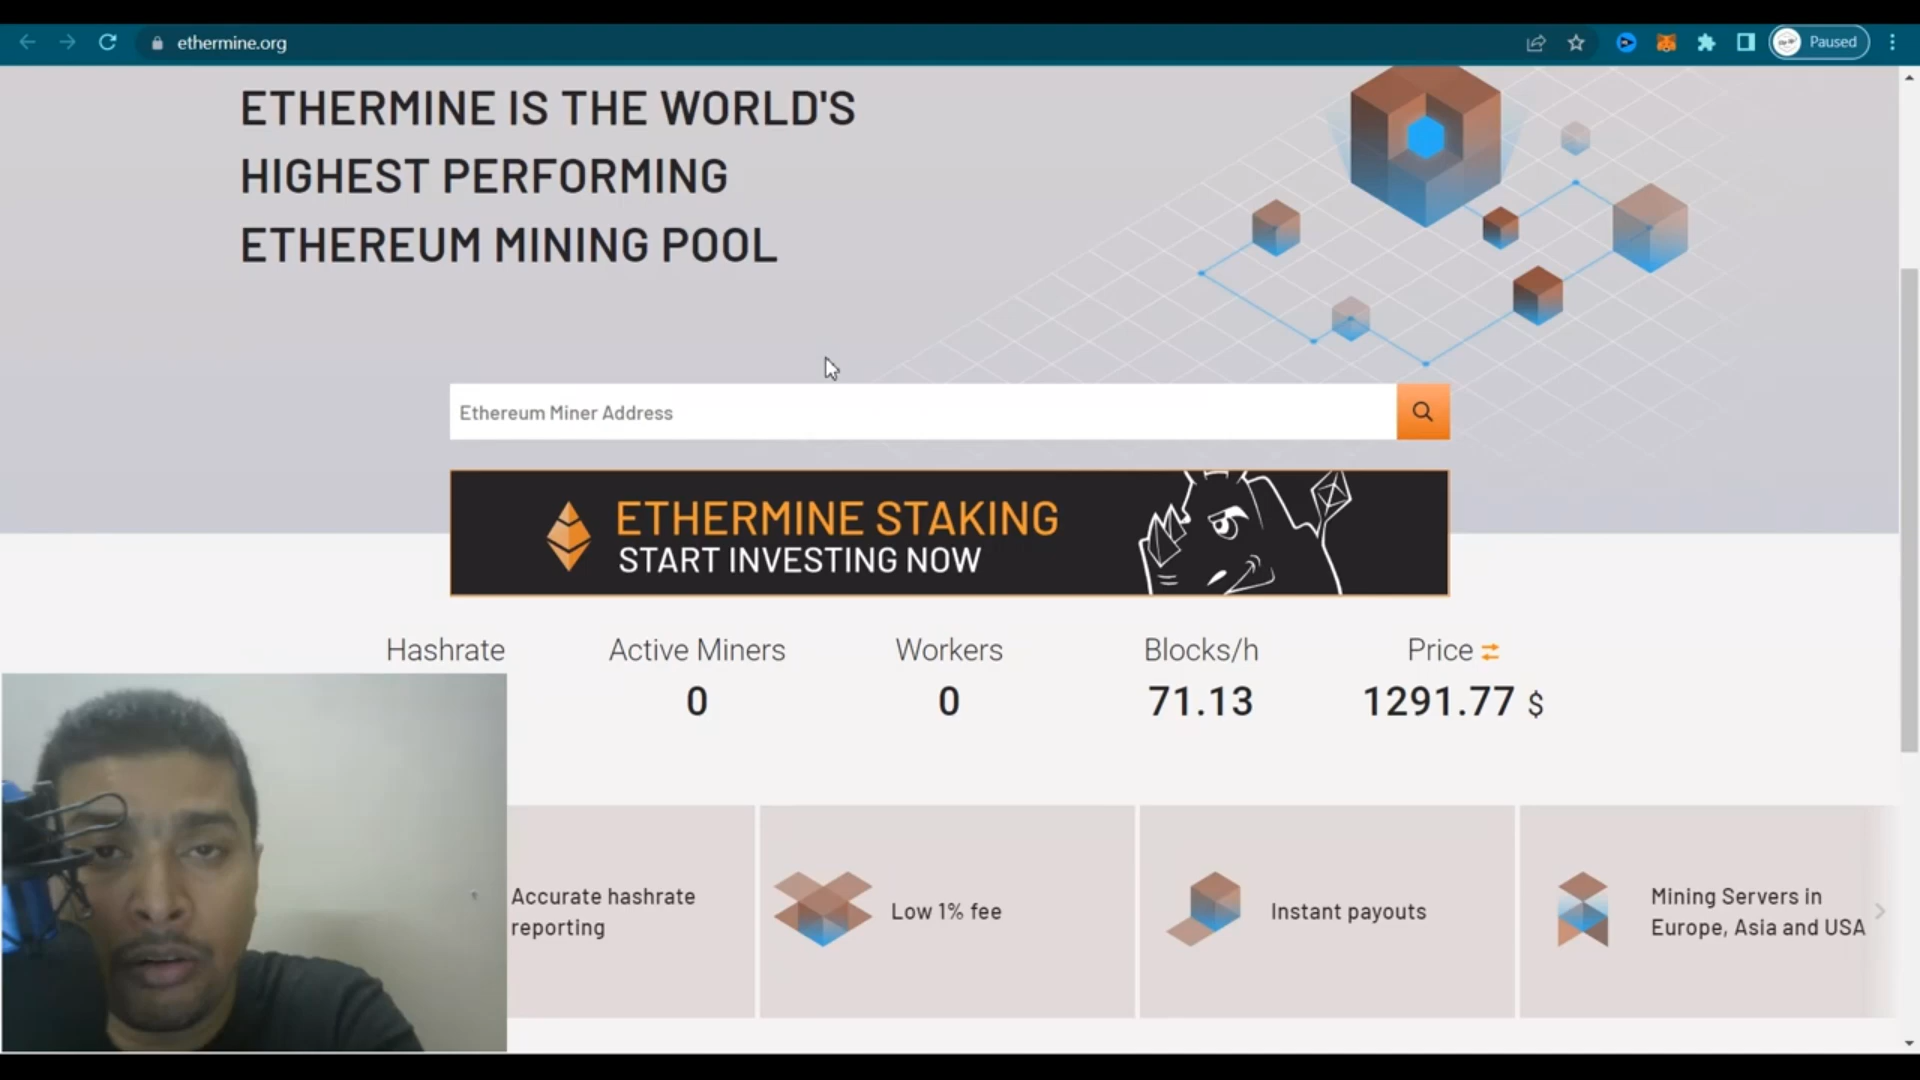 ethermine.org
Paused
ETHERMINE IS THE WORLD'S
HIGHEST PERFORMING
ETHEREUM MINING POOL
Ethereum Miner Address
ETHERMINE STAKING
START INVESTING NOW
Hashrate
Active Miners
0
Workers
0
Blocks/h
71.13
Price
1291.77 $
Accurate hashrate
reporting
Low 1% fee
Instant payouts
Mining Servers in
Europe, Asia and USA